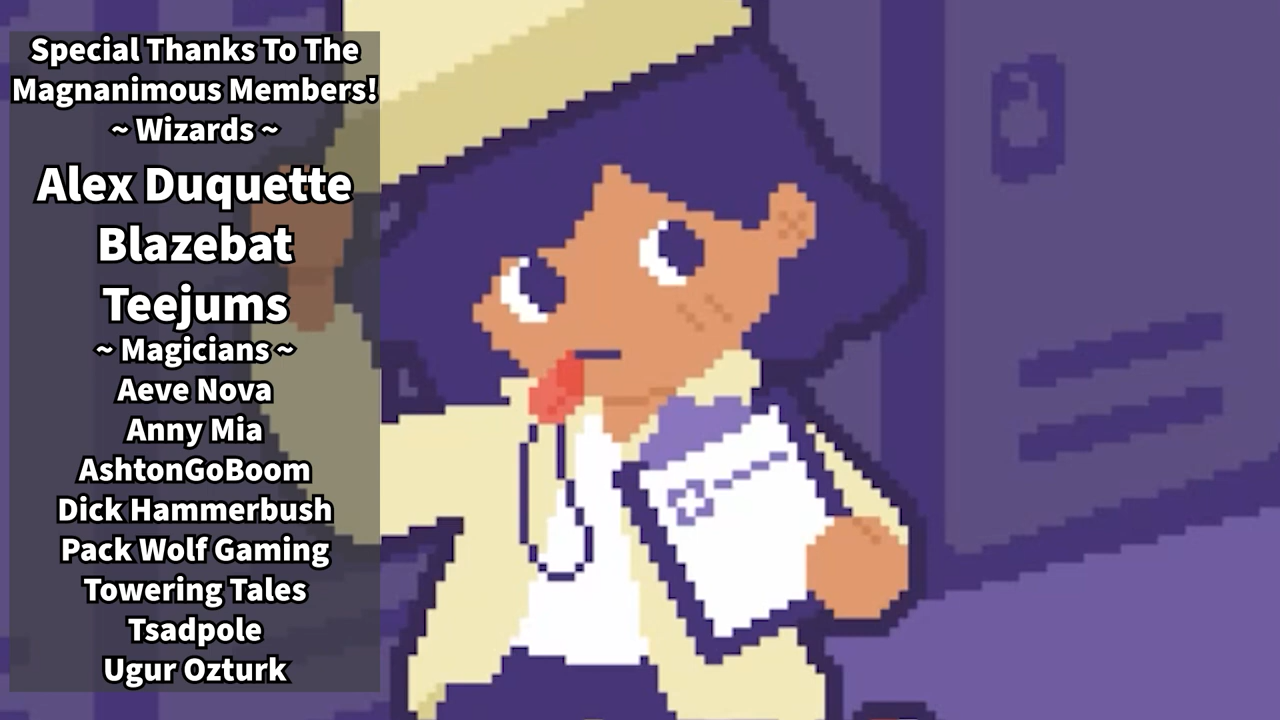 Special Thanks To The
Magnanimous Members!
~ Wizards ~
Alex Duquette
Blazebat
Teejums
~ Magicians ~
Aeve Nova
Anny Mia
AshtonGoBoom
Dick Hammerbush
Pack Wolf Gaming
Towering Tales
Tsadpole
Ugur Ozturk